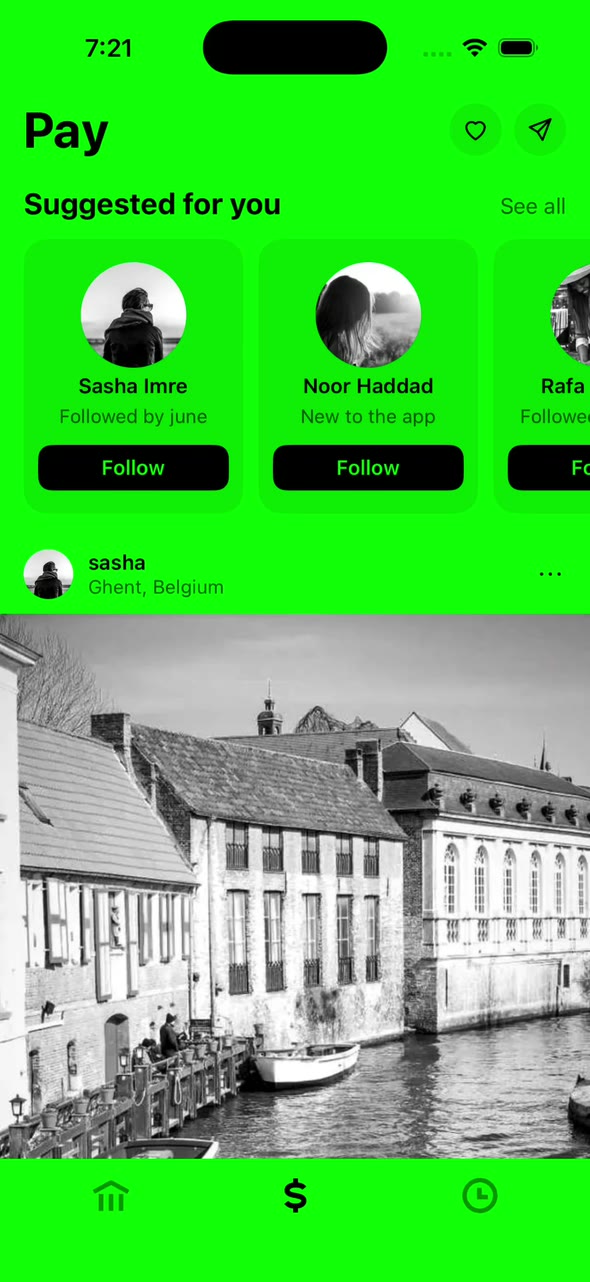 7:21
Pay
Suggested for you
See all
Sasha Imre
Followed by june
Follow
Noor Haddad
New to the app
Follow
Rafa
sasha
Ghent, Belgium
$